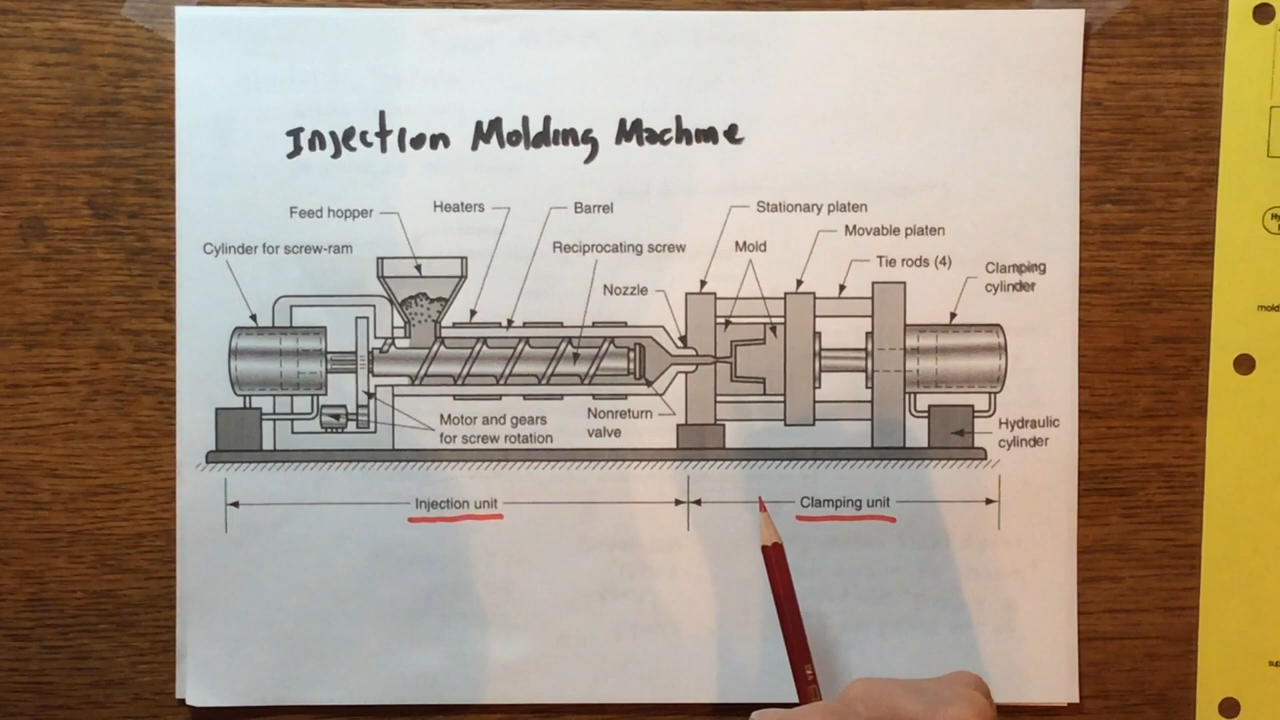 Injection Molding Machine
Feed hopper
Heaters
Barrel
Stationary platen
Cylinder for screw-ram
Reciprocating screw
Mold
Movable platen
Nozzle
Tie rods (4)
Clamping
cylinder
Motor and gears
for screw rotation
Nonreturn
valve
Hydraulic
cylinder
Injection unit
Clamping unit